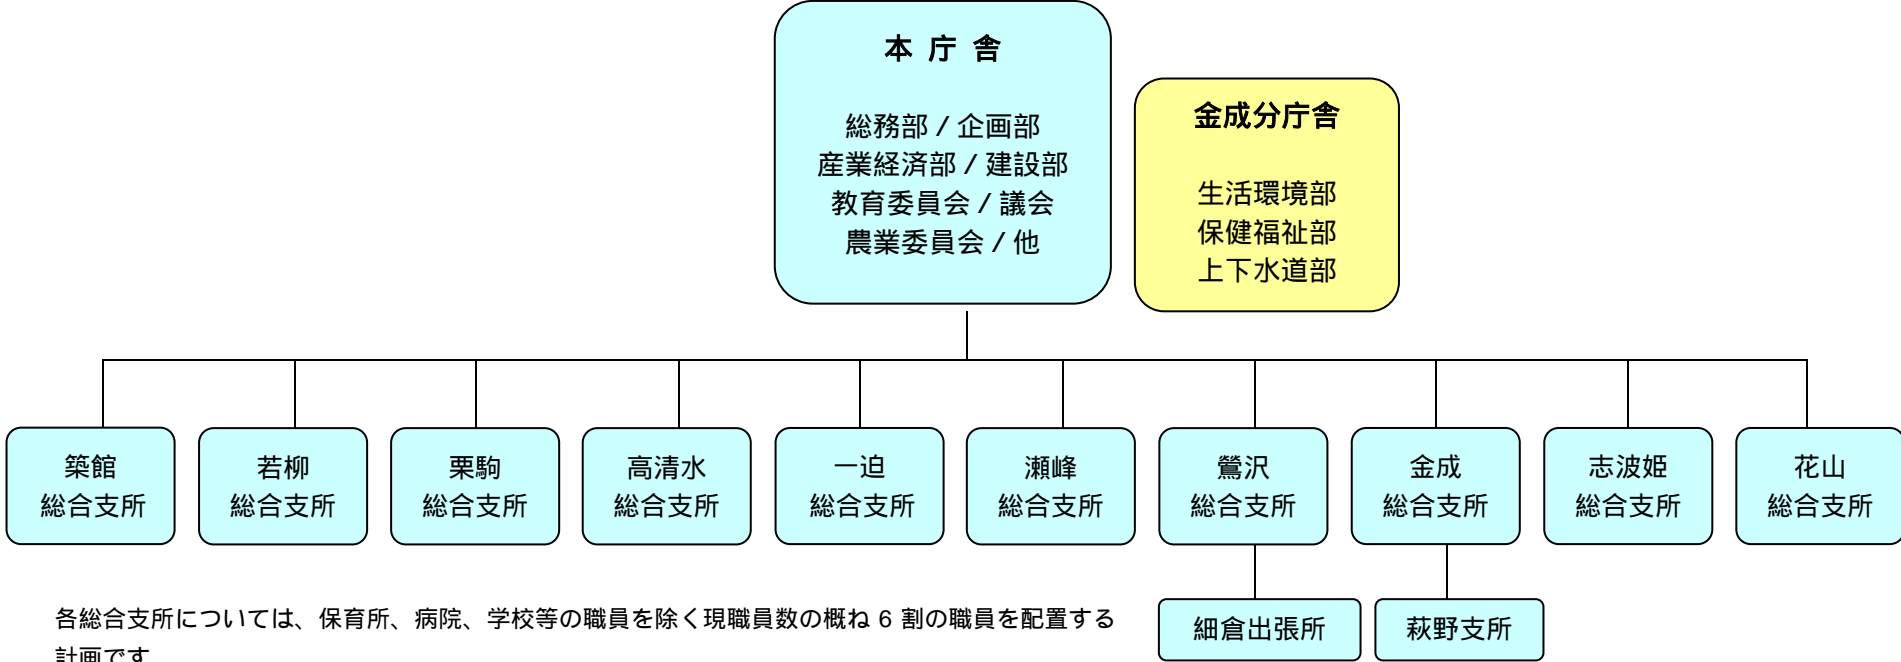 本 庁 舎
総務部 / 企画部
産業経済部 / 建設部
教育委員会 / 議会
農業委員会 / 他
金成分庁舎
生活環境部
保健福祉部
上下水道部
築館
総合支所
若柳
総合支所
栗駒
総合支所
高清水
総合支所
一迫
総合支所
瀬峰
総合支所
鶯沢
総合支所
金成
総合支所
志波姫
総合支所
花山
総合支所
細倉出張所
萩野支所
各総合支所については、保育所、病院、学校等の職員を除く現職員数の概ね 6 割の職員を配置する
計画です